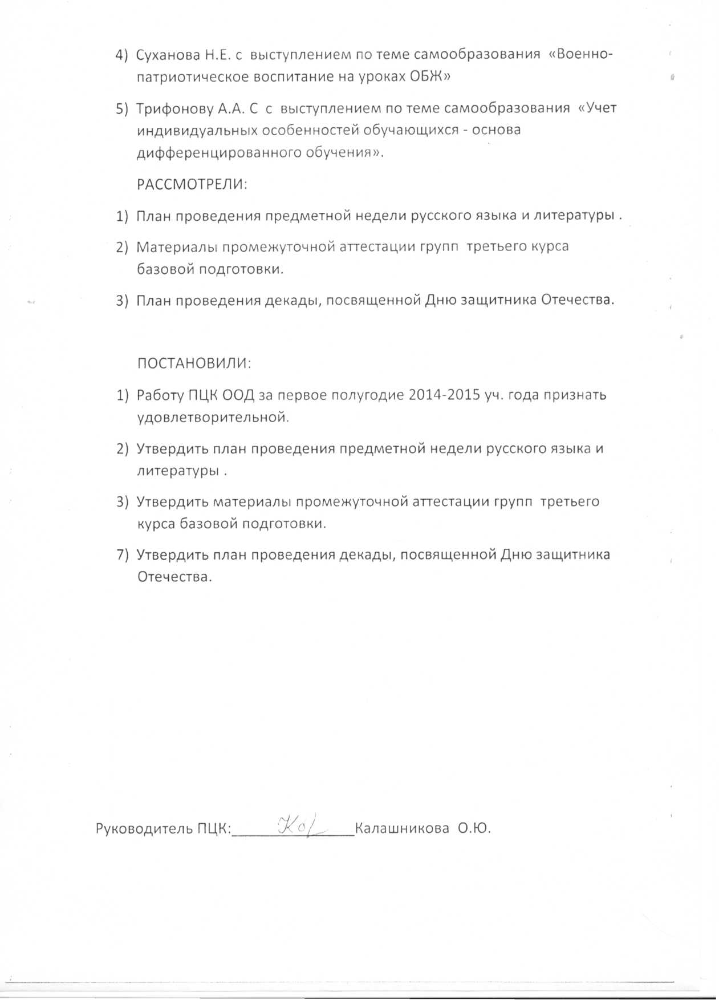 4) Суханова Н.Е. с выступлением по теме самообразования «Военно-
патриотическое воспитание на уроках ОБЖ»
5) Трифонову А.А. С с выступлением по теме самообразования «Учет
индивидуальных особенностей обучающихся - основа
дифференцированного обучения».
РАССМОТРЕЛИ:
1) План проведения предметной недели русского языка и литературы .
2) Материалы промежуточной аттестации групп третьего курса
базовой подготовки.
3) План проведения декады, посвященной Дню защитника Отечества.
ПОСТАНОВИЛИ:
1) Работу ПЦК ООД за первое полугодие 2014-2015 уч. года признать
удовлетворительной.
2) Утвердить план проведения предметной недели русского языка и
литературы .
3) Утвердить материалы промежуточной аттестации групп третьего
курса базовой подготовки.
7) Утвердить план проведения декады, посвященной Дню защитника
Отечества.
Руководитель ПЦК: Калашникова О.Ю.